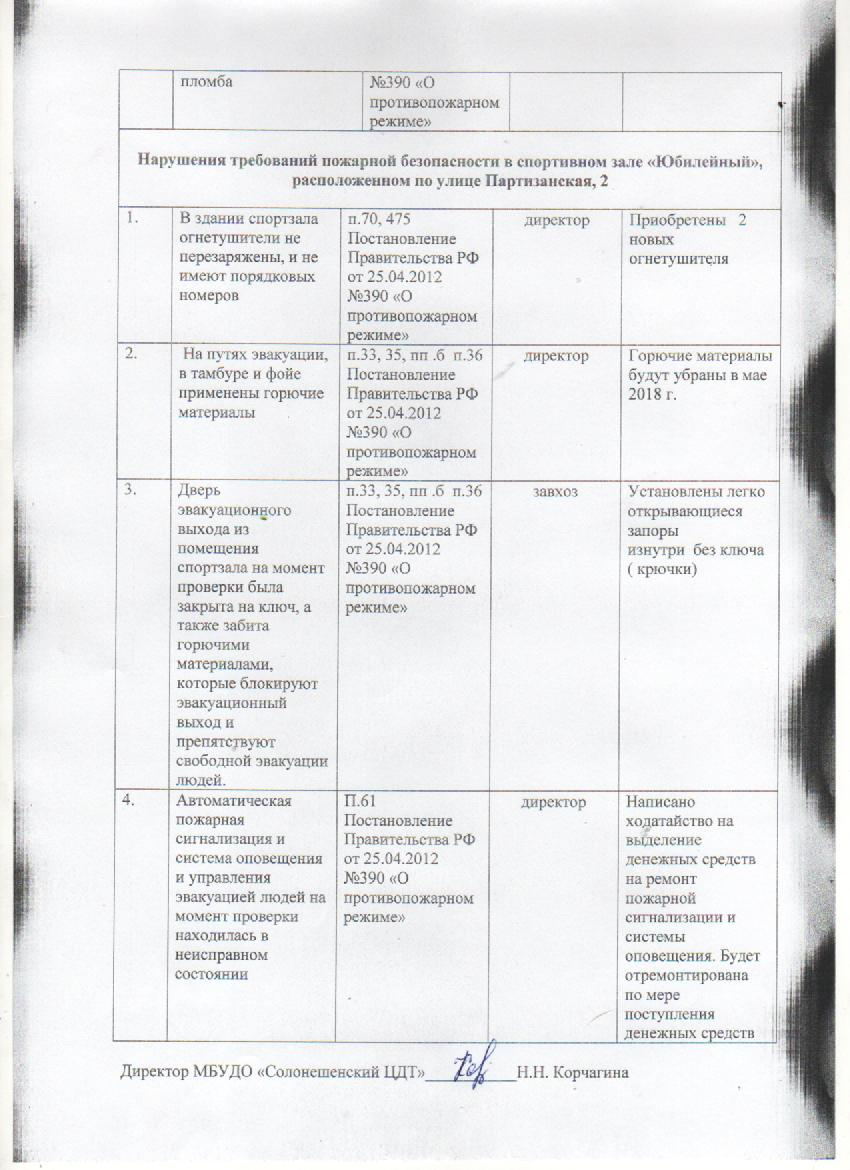 пломба
№390 «О
противопожарном
режиме»
Нарушения требований пожарной безопасности в спортивном зале «Юбилейный»,
расположенном по улице Партизанская, 2
1.
В здании спортзала
огнетушители не
перезаряжены, и не
имеют порядковых
номеров
п.70, 475
Постановление
Правительства РФ
от 25.04.2012
№390 «О
противопожарном
режиме»
директор
Приобретены 2
новых
огнетушителя
2.
На путях эвакуации,
в тамбуре и фойе
применены горючие
материалы
п.33, 35, пп .б п.36
Постановление
Правительства РФ
от 25.04.2012
№390 «О
противопожарном
режиме»
директор
Горючие материалы
будут убраны в мае
2018 г.
3.
Дверь
эвакуационного
выхода из
помещения
спортзала на момент
проверки была
закрыта на ключ, а
также забита
горючими
материалами,
которые блокируют
эвакуационный
выход и
препятствуют
свободной эвакуации
людей.
п.33, 35, пп .б п.36
Постановление
Правительства РФ
от 25.04.2012
№390 «О
противопожарном
режиме»
завхоз
Установлены легко
открывающиеся
запоры
изнутри без ключа
( крючки)
4.
Автоматическая
пожарная
сигнализация и
система оповещения
и управления
эвакуацией людей на
момент проверки
находилась в
неисправном
состоянии
П.61
Постановление
Правительства РФ
от 25.04.2012
№390 «О
противопожарном
режиме»
директор
Написано
ходатайство на
выделение
денежных средств
на ремонт
пожарной
сигнализации и
системы
оповещения. Будет
отремонтирована
по мере
поступления
денежных средств
Директор МБУДО «Солонешенский ЦДТ»___________Н.Н. Корчагина